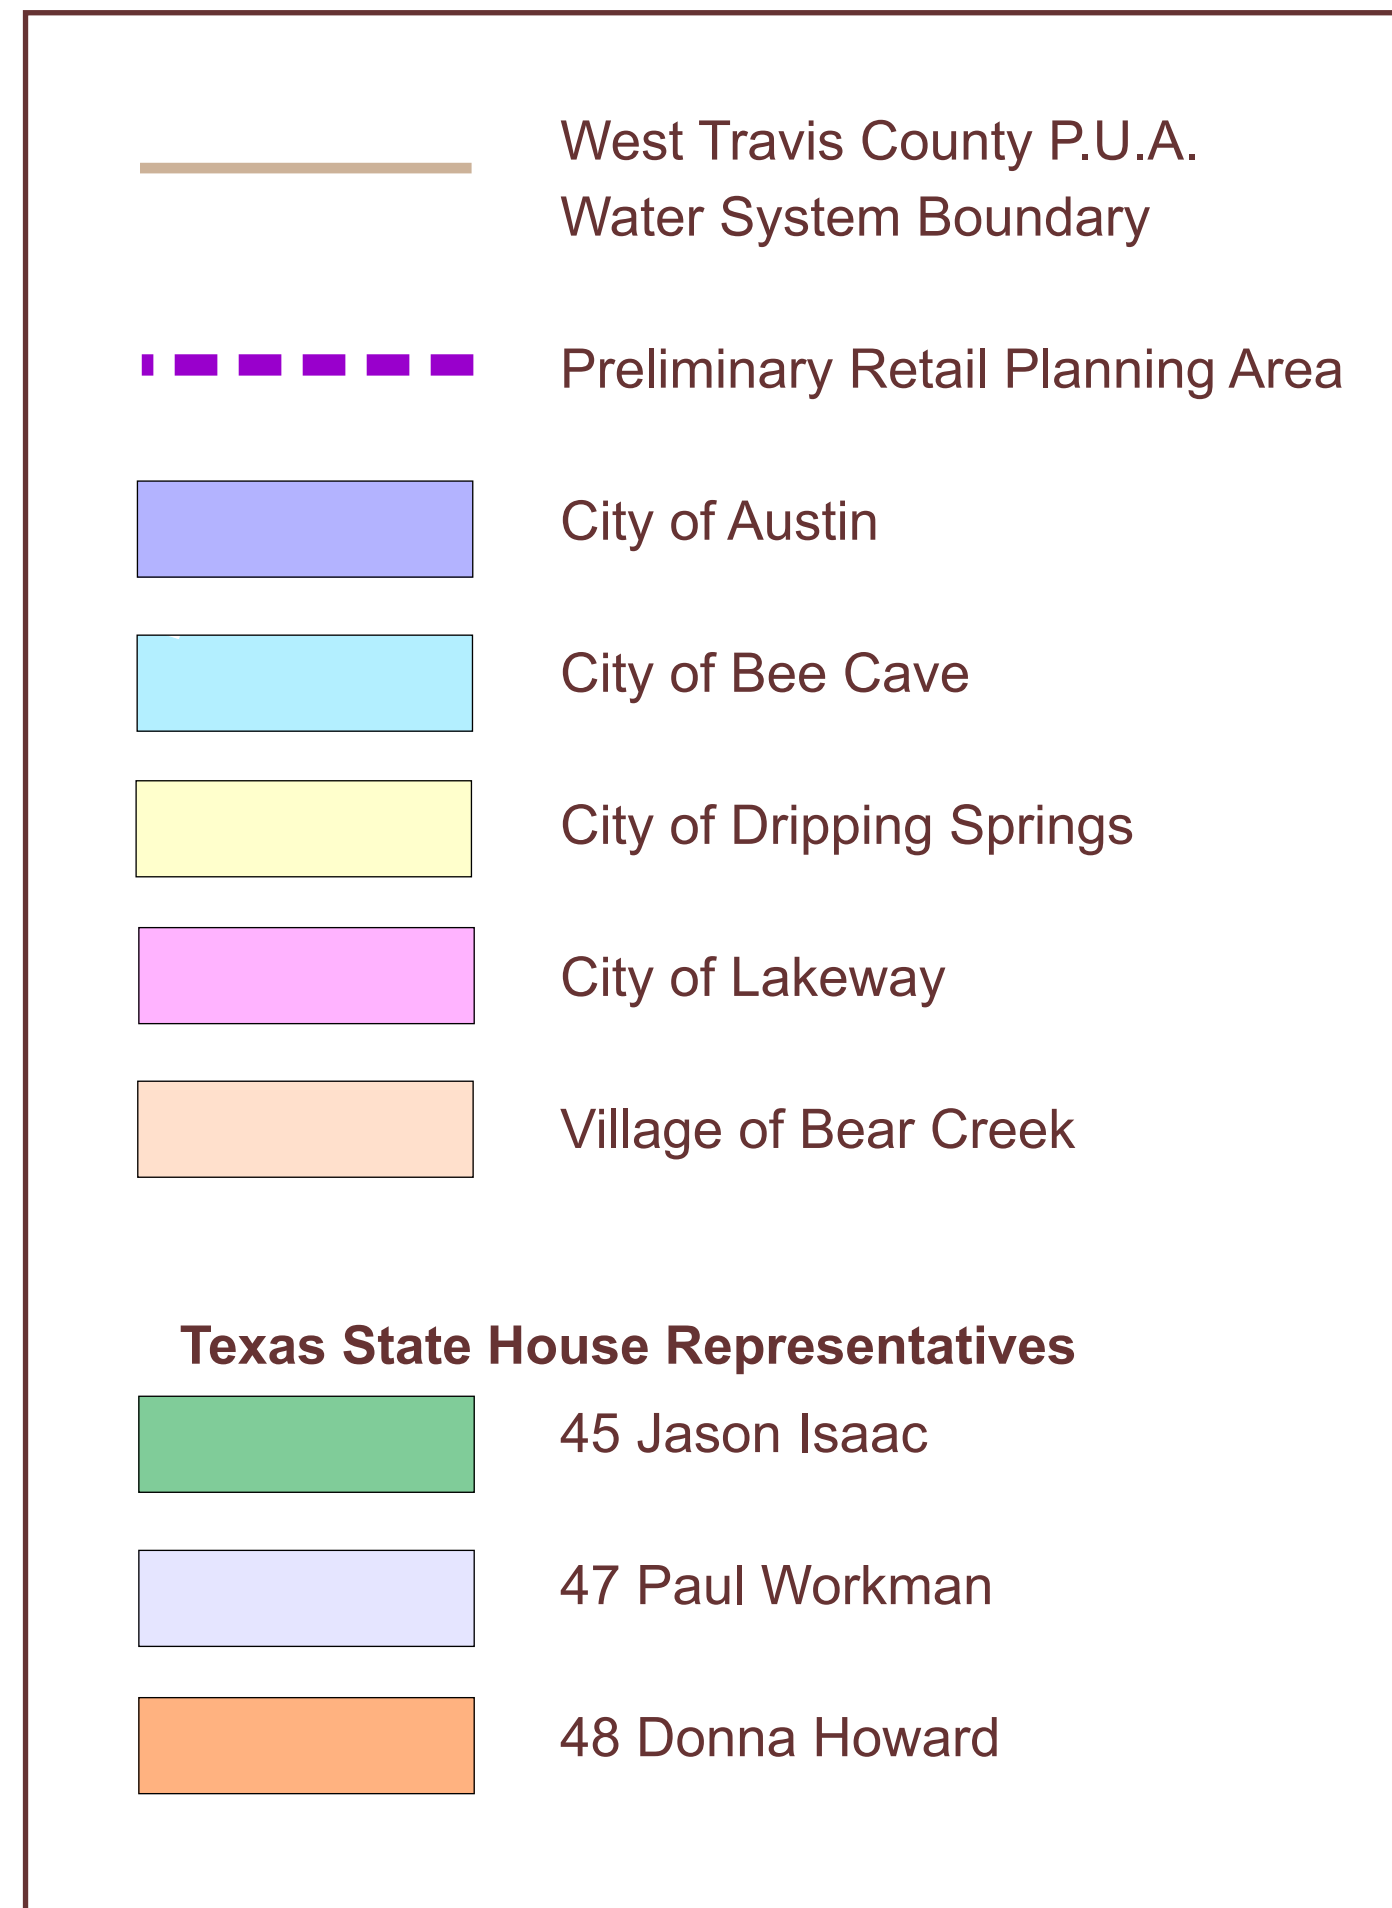 West Travis County P.U.A.
Water System Boundary
Preliminary Retail Planning Area
City of Austin
City of Bee Cave
City of Dripping Springs
City of Lakeway
Village of Bear Creek
Texas State House Representatives
45 Jason Isaac
47 Paul Workman
48 Donna Howard